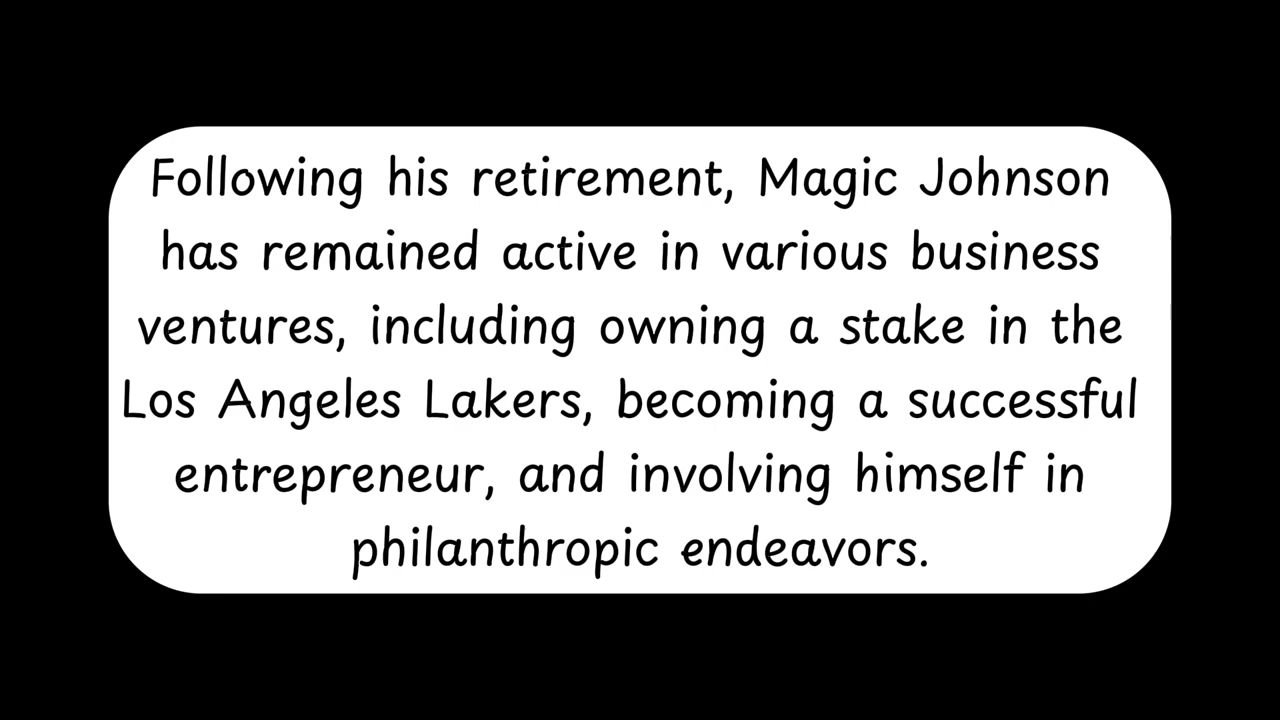 Following his retirement, Magic Johnson
has remained active in various business
ventures, including owning a stake in the
Los Angeles Lakers, becoming a successful
entrepreneur, and involving himself in
philanthropic endeavors.